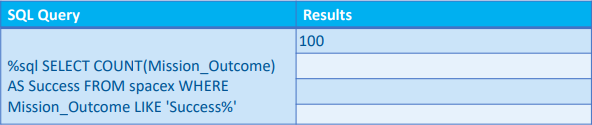 SQL Query Results
100
%sql SELECT COUNT(Mission_Outcome)
AS Success FROM spacex WHERE
Mission_Outcome LIKE 'Success%'